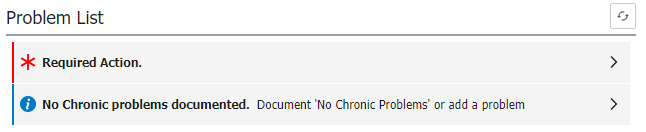 Problem List
Required Action.
No Chronic problems documented. Document 'No Chronic Problems' or add a problem